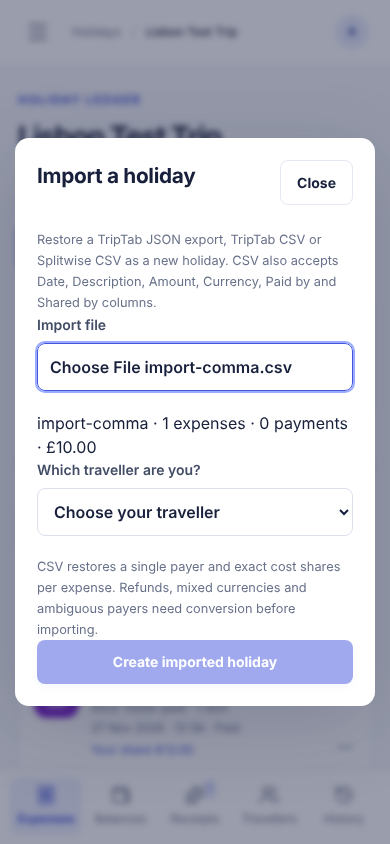 Holidays / Lisbon Test Trip
HOLIDAY LEDGER
Lisbon Test Trip
Import a holiday
Close
Restore a TripTab JSON export, TripTab CSV or
Splitwise CSV as a new holiday. CSV also accepts
Date, Description, Amount, Currency, Paid by and
Shared by columns.
Import file
Choose File import-comma.csv
import-comma · 1 expenses · 0 payments
· £10.00
Which traveller are you?
Choose your traveller
CSV restores a single payer and exact cost shares
per expense. Refunds, mixed currencies and
ambiguous payers need conversion before
importing.
Create imported holiday
Expenses
Balances
Receipts
Travellers
History